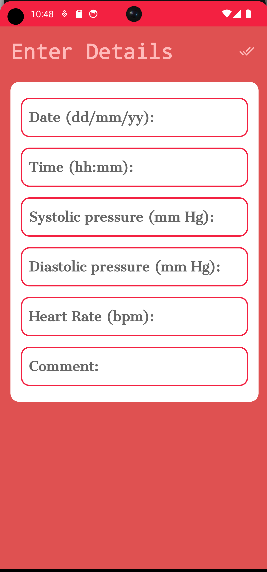 10:48
Enter Details
Date (dd/mm/yy):
Time (hh:mm):
Systolic pressure (mm Hg):
Diastolic pressure (mm Hg):
Heart Rate (bpm):
Comment: